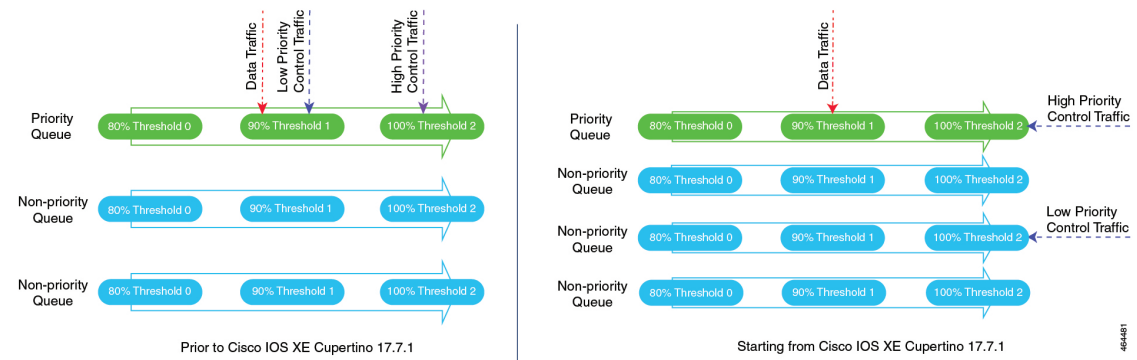 Data Traffic
Low Priority
Control Traffic
High Priority
Control Traffic
Priority
Queue
80% Threshold 0
90% Threshold 1
100% Threshold 2
Non-priority
Queue
80% Threshold 0
90% Threshold 1
100% Threshold 2
Non-priority
Queue
80% Threshold 0
90% Threshold 1
100% Threshold 2
Prior to Cisco IOS XE Cupertino 17.7.1
Data Traffic
High Priority
Control Traffic
Priority
Queue
80% Threshold 0
90% Threshold 1
100% Threshold 2
Non-priority
Queue
80% Threshold 0
90% Threshold 1
100% Threshold 2
Low Priority
Control Traffic
Non-priority
Queue
80% Threshold 0
90% Threshold 1
100% Threshold 2
Non-priority
Queue
80% Threshold 0
90% Threshold 1
100% Threshold 2
Starting from Cisco IOS XE Cupertino 17.7.1
464481